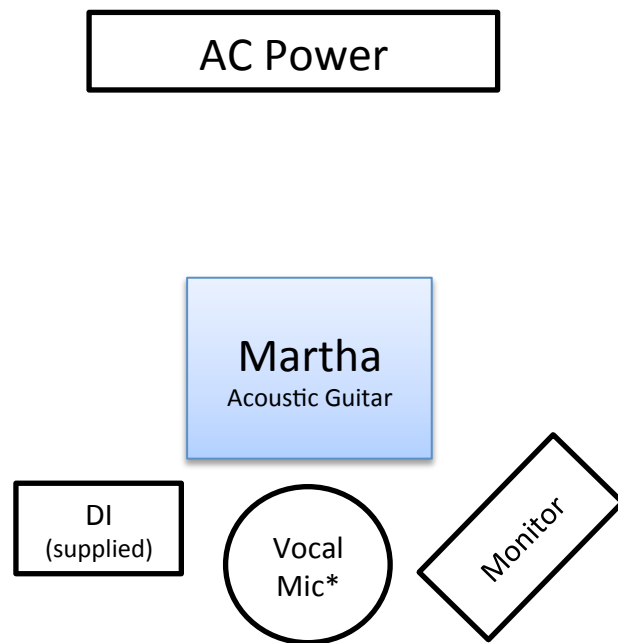 AC Power
Martha
Acoustic Guitar
DI
(supplied)
Vocal
Mic*
Monitor